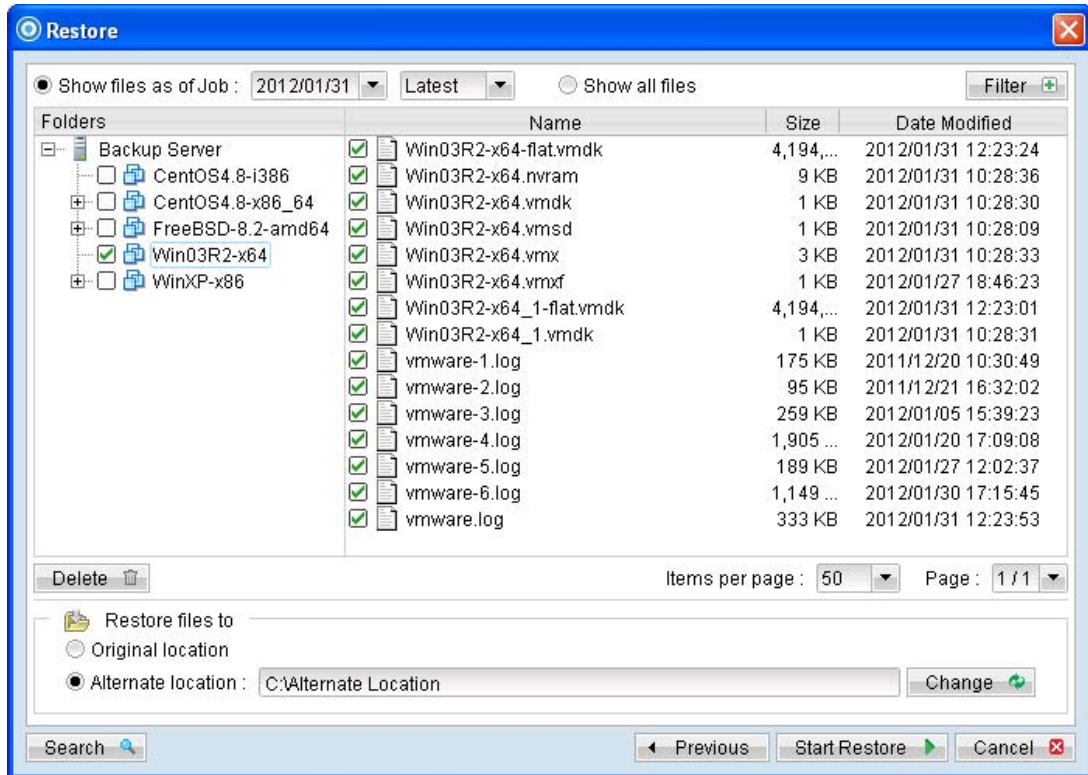 Restore
Show files as of Job : 2012/01/31 Latest Show all files Filter
Folders Name Size Date Modified
Backup Server
CentOS4.8-i386
CentOS4.8-x86_64
FreeBSD-8.2-amd64
Win03R2-x64
WinXP-x86
Win03R2-x64-flat.vmdk 4,194,... 2012/01/31 12:23:24
Win03R2-x64.nvram 9 KB 2012/01/31 10:28:36
Win03R2-x64.vmdk 1 KB 2012/01/31 10:28:30
Win03R2-x64.vmsd 1 KB 2012/01/31 10:28:09
Win03R2-x64.vmx 3 KB 2012/01/31 10:28:33
Win03R2-x64.vmxf 1 KB 2012/01/27 18:46:23
Win03R2-x64_1-flat.vmdk 4,194,... 2012/01/31 12:23:01
Win03R2-x64_1.vmdk 1 KB 2012/01/31 10:28:31
vmware-1.log 175 KB 2011/12/20 10:30:49
vmware-2.log 95 KB 2011/12/21 16:32:02
vmware-3.log 259 KB 2012/01/05 15:39:23
vmware-4.log 1,905 ... 2012/01/20 17:09:08
vmware-5.log 189 KB 2012/01/27 12:02:37
vmware-6.log 1,149 ... 2012/01/30 17:15:45
vmware.log 333 KB 2012/01/31 12:23:53
Delete Items per page : 50 Page : 1 / 1
Restore files to
Original location
Alternate location : C:\Alternate Location Change
Search Previous Start Restore Cancel